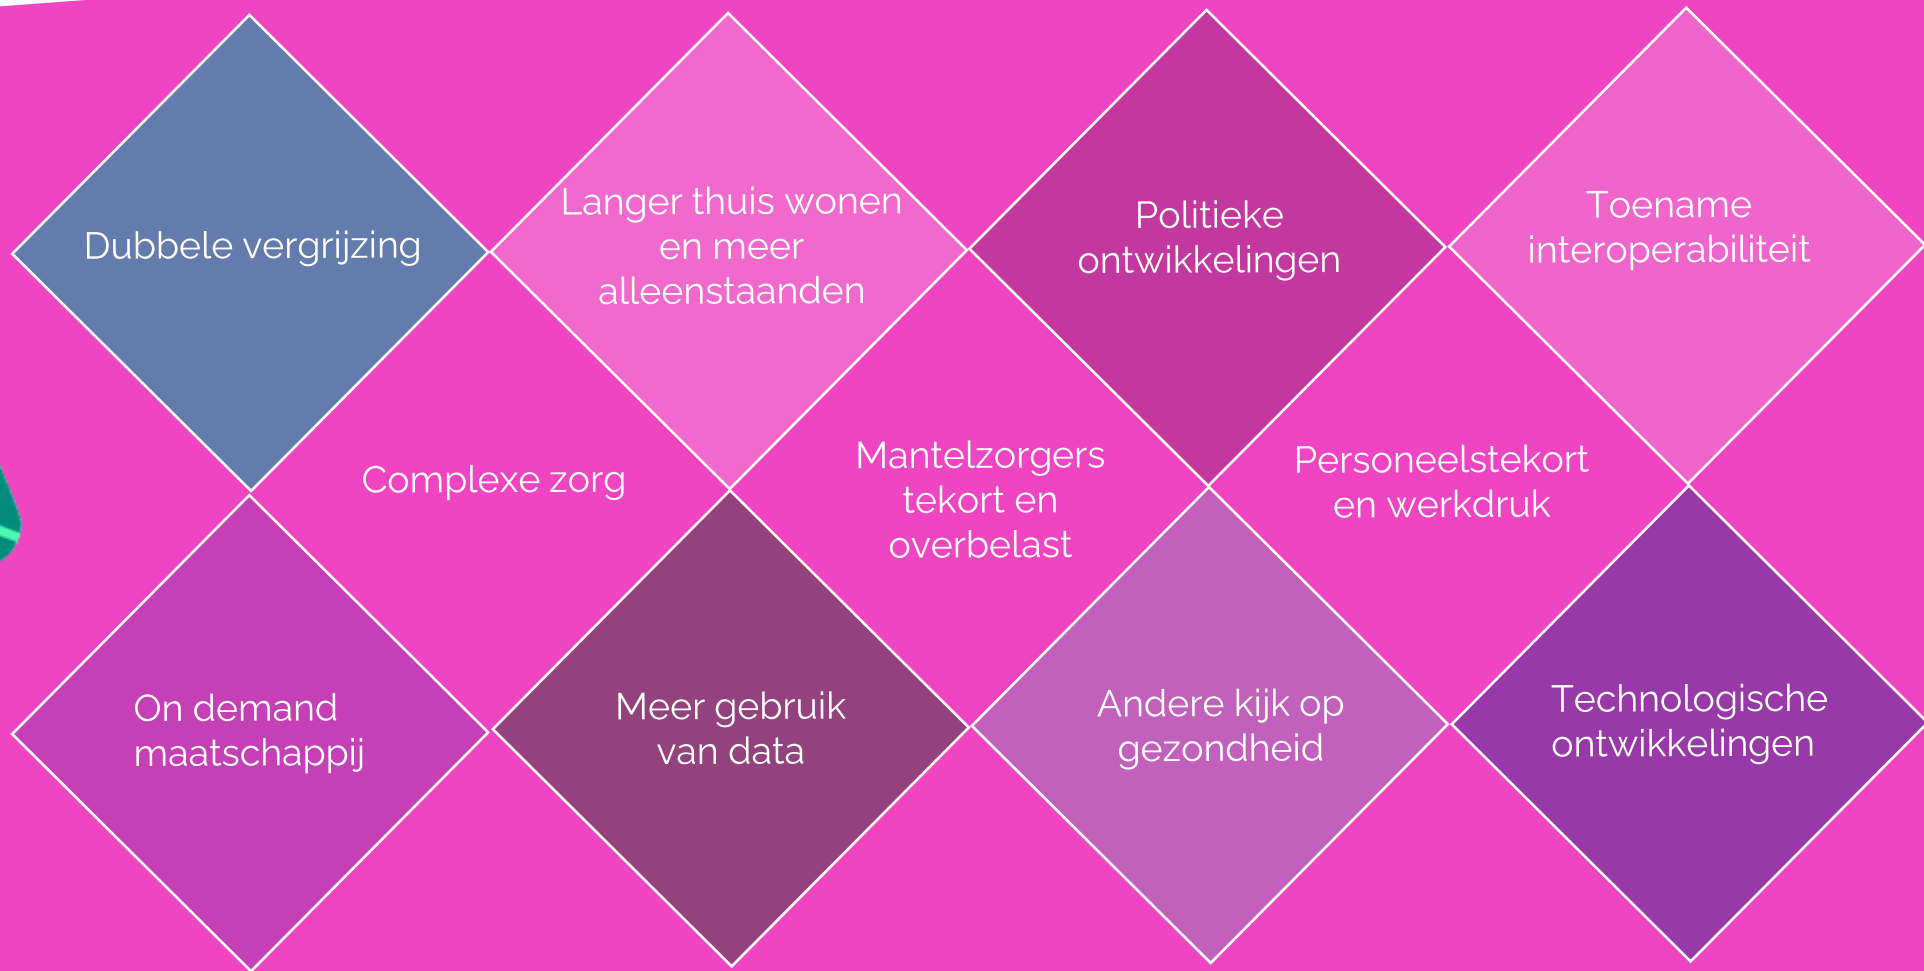 Dubbele vergrijzing
Langer thuis wonen
en meer
alleenstaanden
Politieke
ontwikkelingen
Toename
interoperabiliteit
Complexe zorg
Mantelzorgers
tekort en
overbelast
Personeelstekort
en werkdruk
On demand
maatschappij
Meer gebruik
van data
Andere kijk op
gezondheid
Technologische
ontwikkelingen